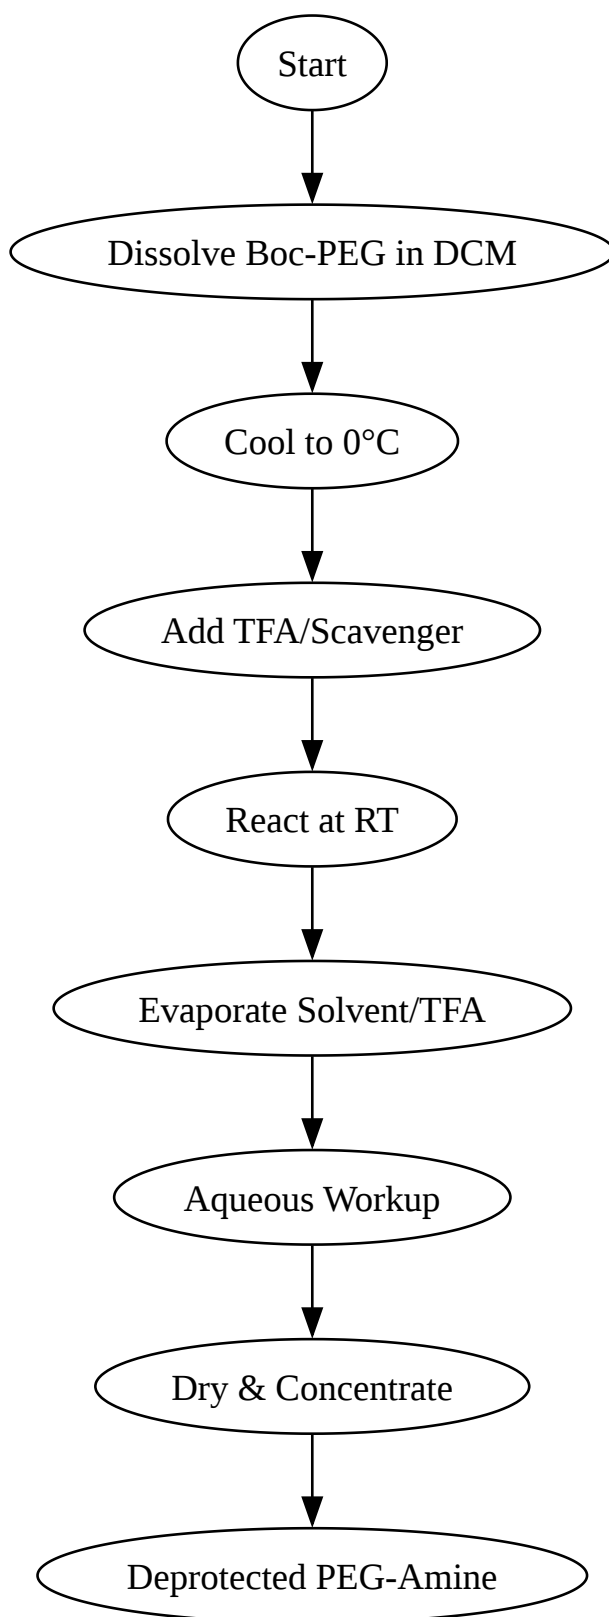 Start
Dissolve Boc-PEG in DCM
Cool to 0°C
Add TFA/Scavenger
React at RT
Evaporate Solvent/TFA
Aqueous Workup
Dry & Concentrate
Deprotected PEG-Amine